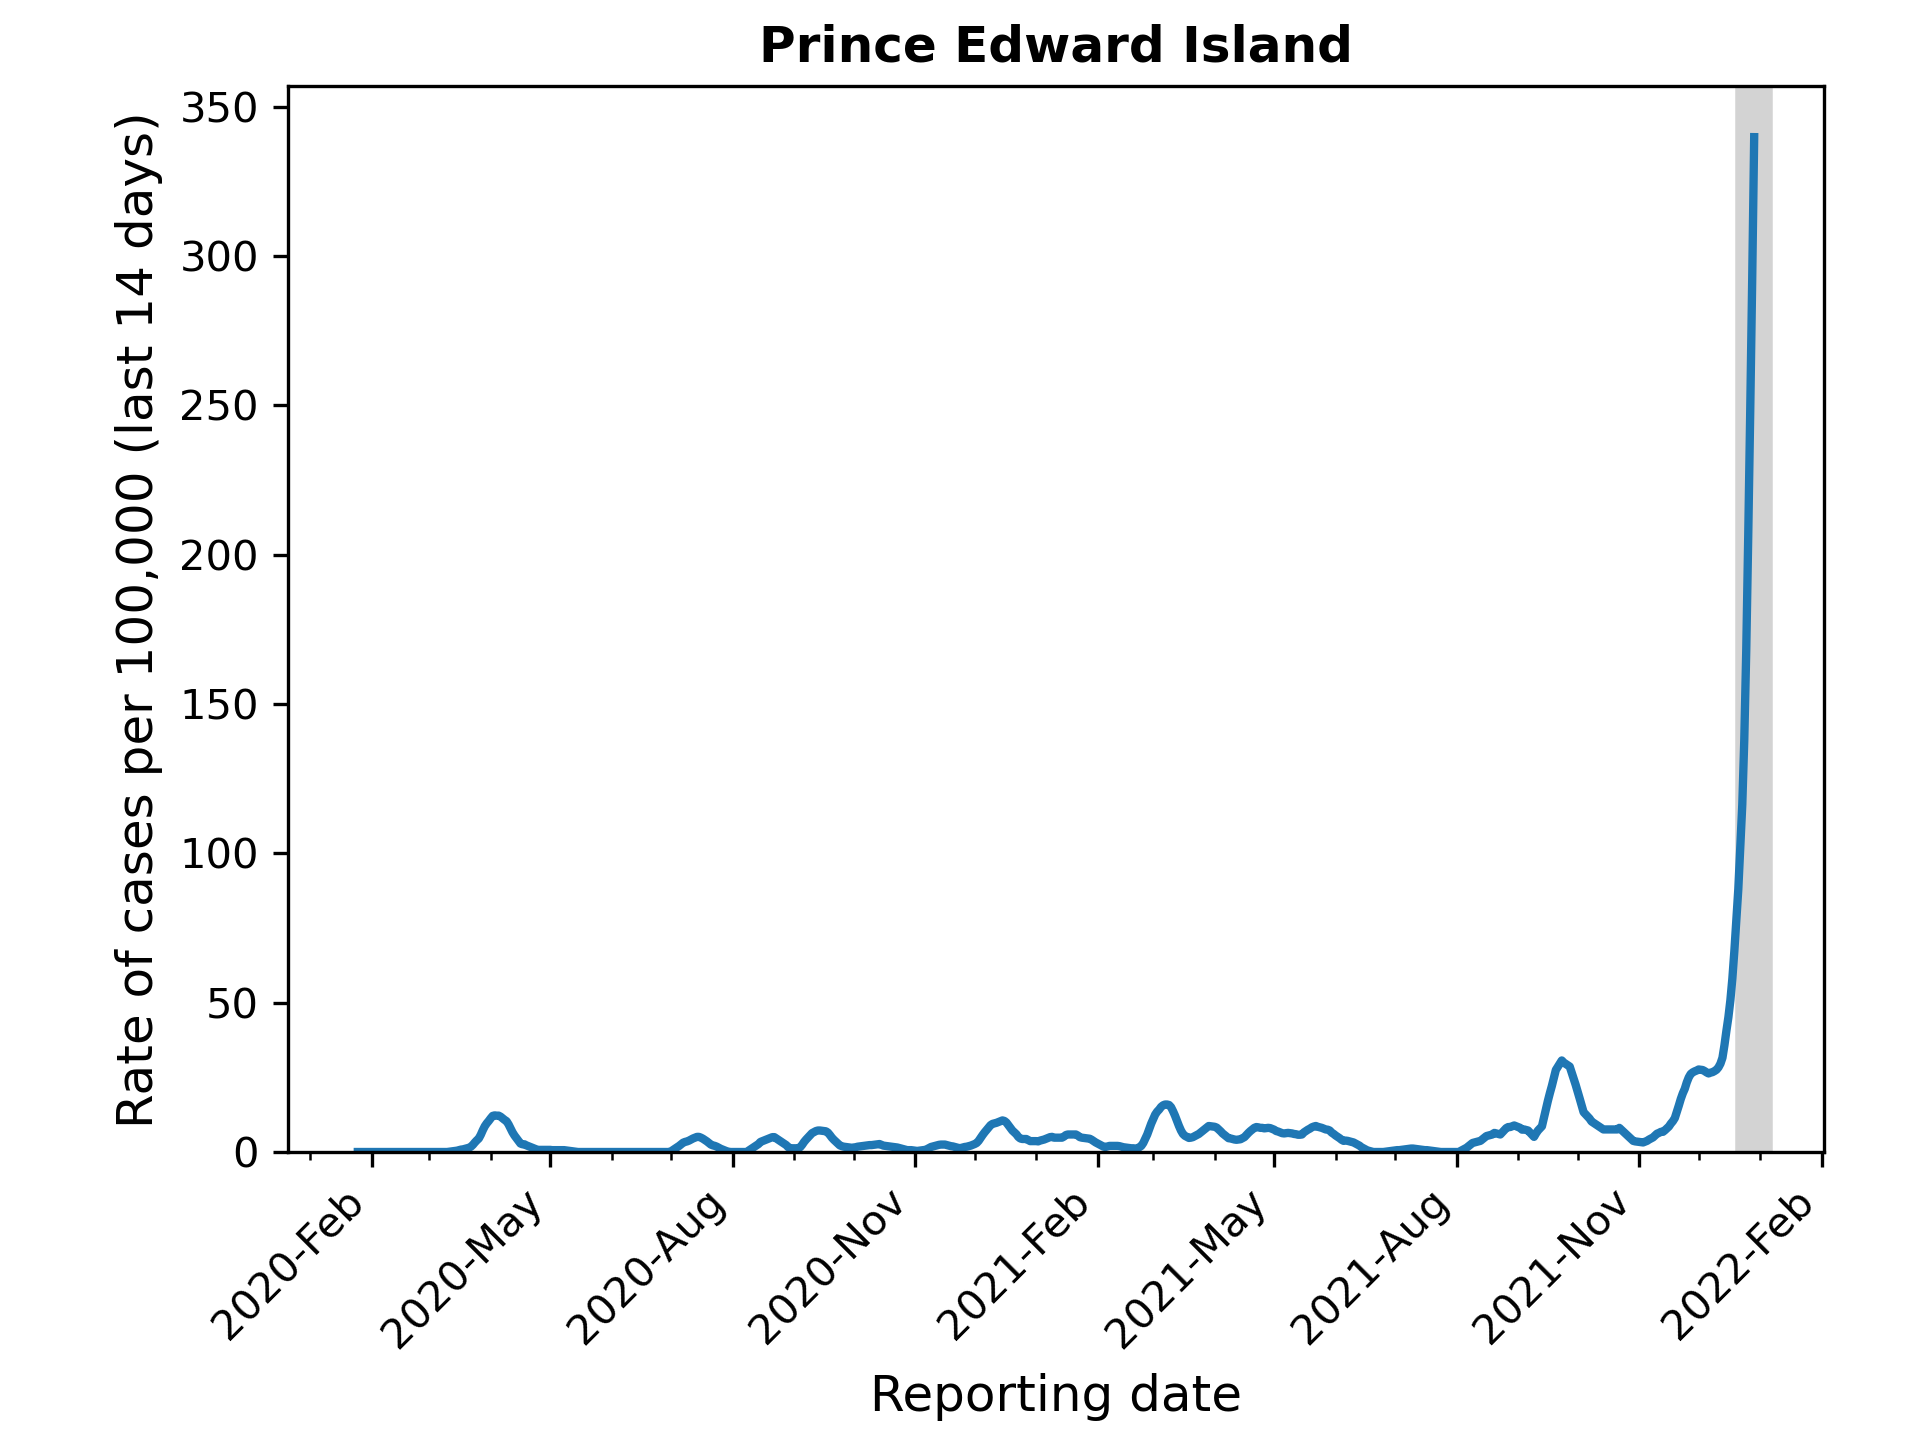 Prince Edward Island
Rate of cases per 100,000 (last 14 days)
350
300
250
200
150
100
50
0
2020-Feb
2020-May
2020-Aug
2020-Nov
2021-Feb
2021-May
2021-Aug
2021-Nov
2022-Feb
Reporting date